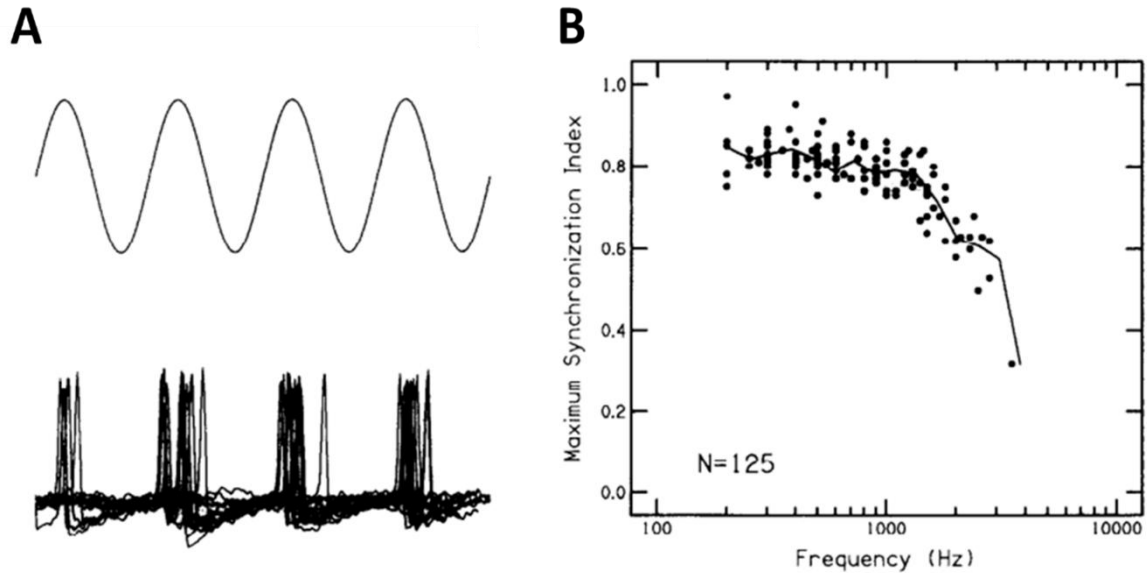 A
B
Maximum Synchronization Index
1.0
0.8
0.6
0.4
0.2
0.0
N=125
100
1000
10000
Frequency (Hz)